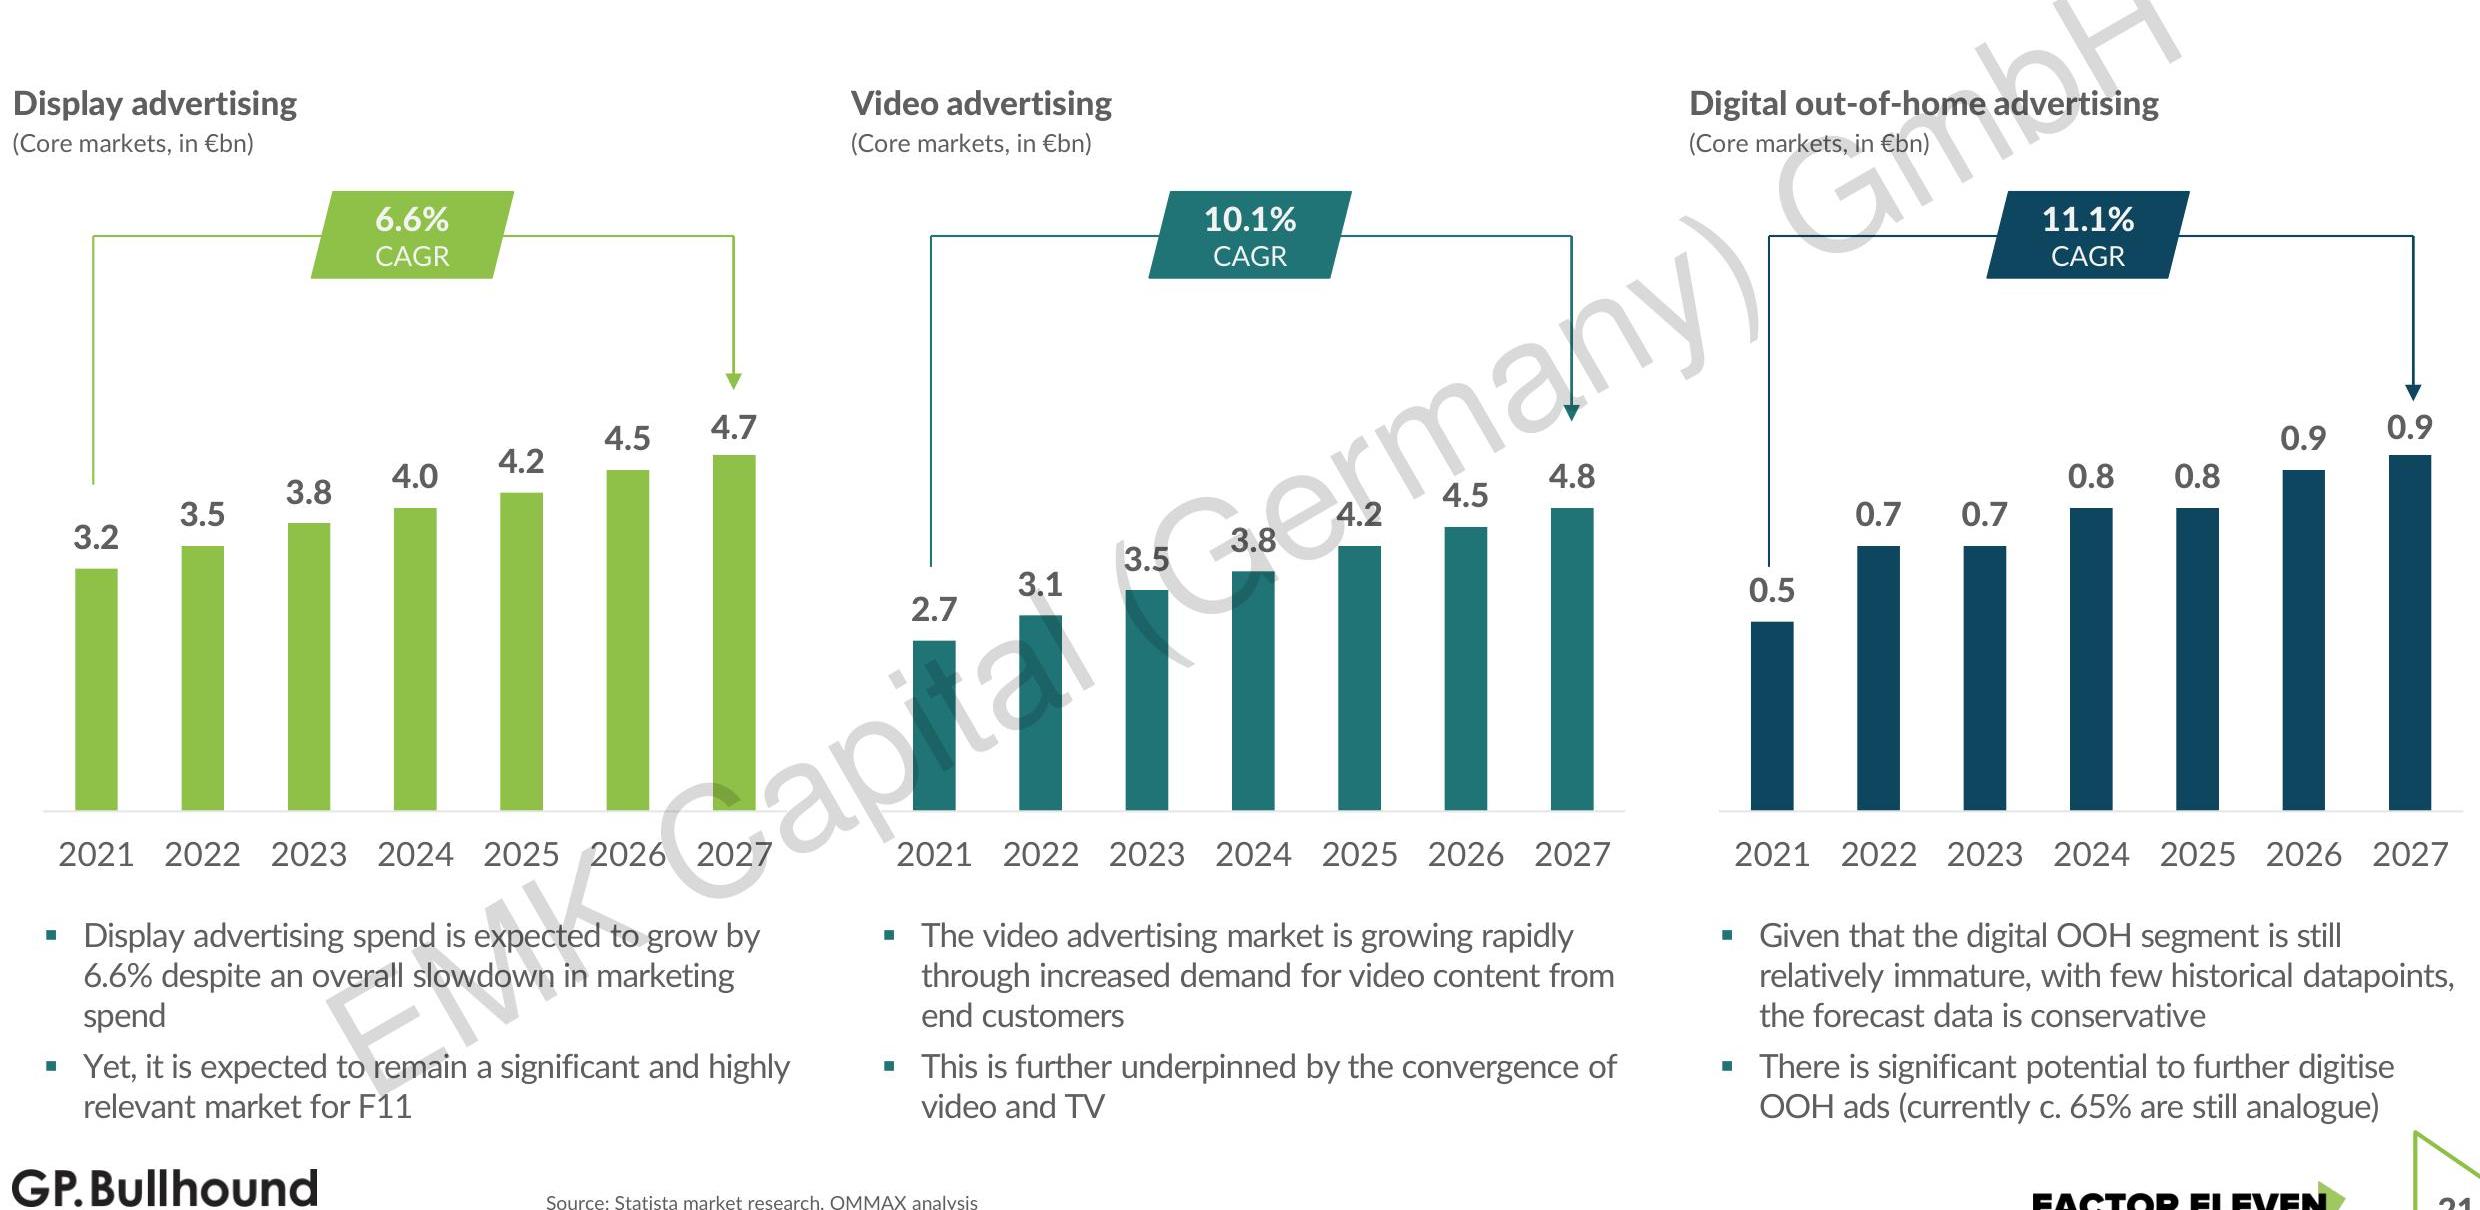 Display advertising
(Core markets, in €bn)
6.6%
CAGR
3.2
3.5
3.8
4.0
4.2
4.5
4.7
2021 2022 2023 2024 2025 2026 2027
▪ Display advertising spend is expected to grow by
6.6% despite an overall slowdown in marketing
spend
▪ Yet, it is expected to remain a significant and highly
relevant market for F11
Video advertising
(Core markets, in €bn)
10.1%
CAGR
2.7
3.1
3.5
3.8
4.2
4.5
4.8
2021 2022 2023 2024 2025 2026 2027
▪ The video advertising market is growing rapidly
through increased demand for video content from
end customers
▪ This is further underpinned by the convergence of
video and TV
Digital out-of-home advertising
(Core markets, in €bn)
11.1%
CAGR
0.5
0.7
0.7
0.8
0.8
0.9
0.9
2021 2022 2023 2024 2025 2026 2027
▪ Given that the digital OOH segment is still
relatively immature, with few historical datapoints,
the forecast data is conservative
▪ There is significant potential to further digitise
OOH ads (currently c. 65% are still analogue)
EMK Capital (Germany) GmbH
GP.Bullhound
Source: Statista market research, OMMAX analysis
FACTOR ELEVEN
21